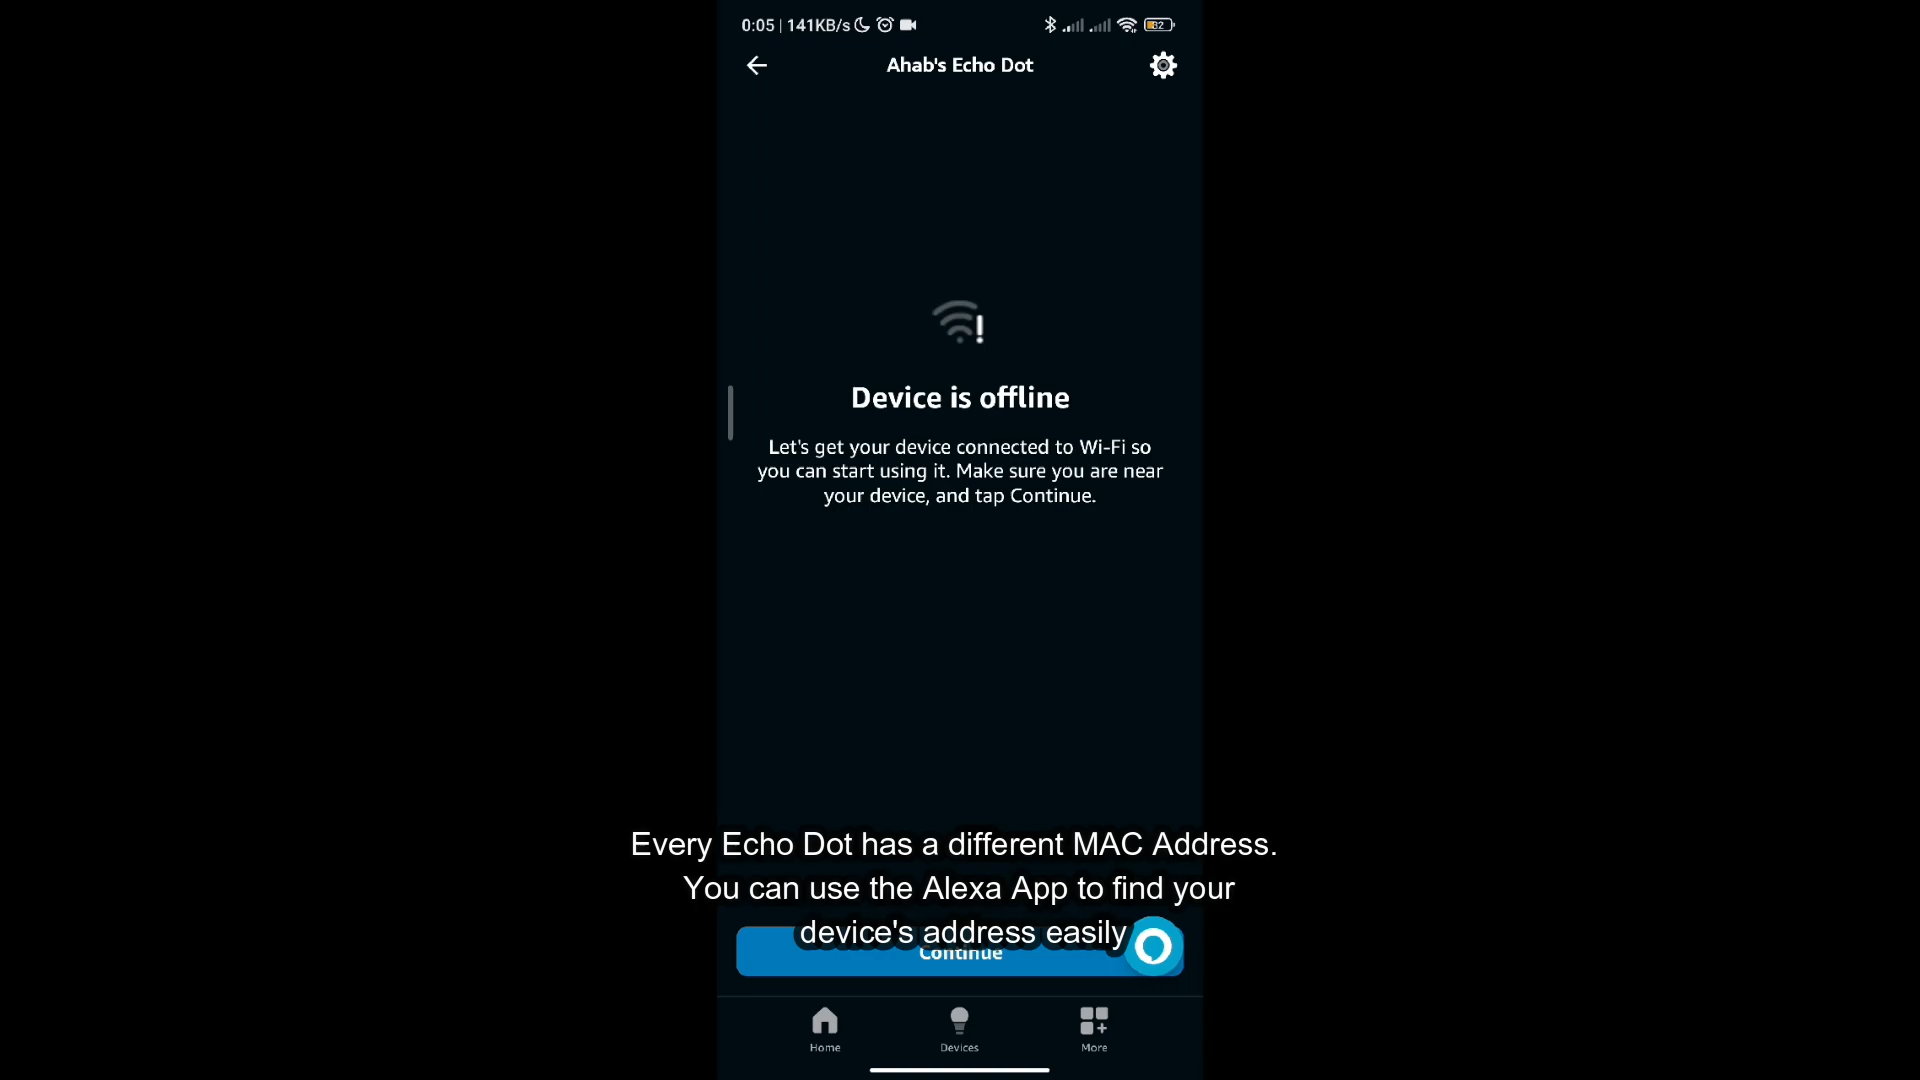 0:05 | 141KB/s
32
Ahab's Echo Dot
Device is offline
Let's get your device connected to Wi-Fi so
you can start using it. Make sure you are near
your device, and tap Continue.
Every Echo Dot has a different MAC Address.
You can use the Alexa App to find your
device's address easily
Continue
Home
Devices
More